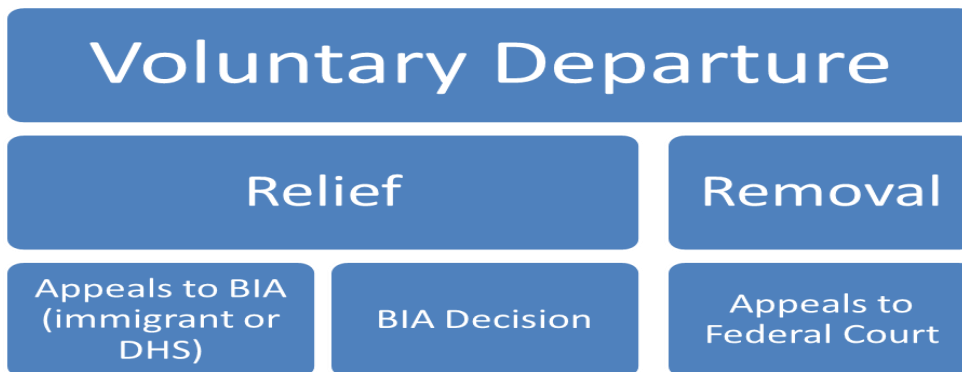 Voluntary Departure
Relief
Removal
Appeals to BIA
(immigrant or
DHS)
BIA Decision
Appeals to
Federal Court